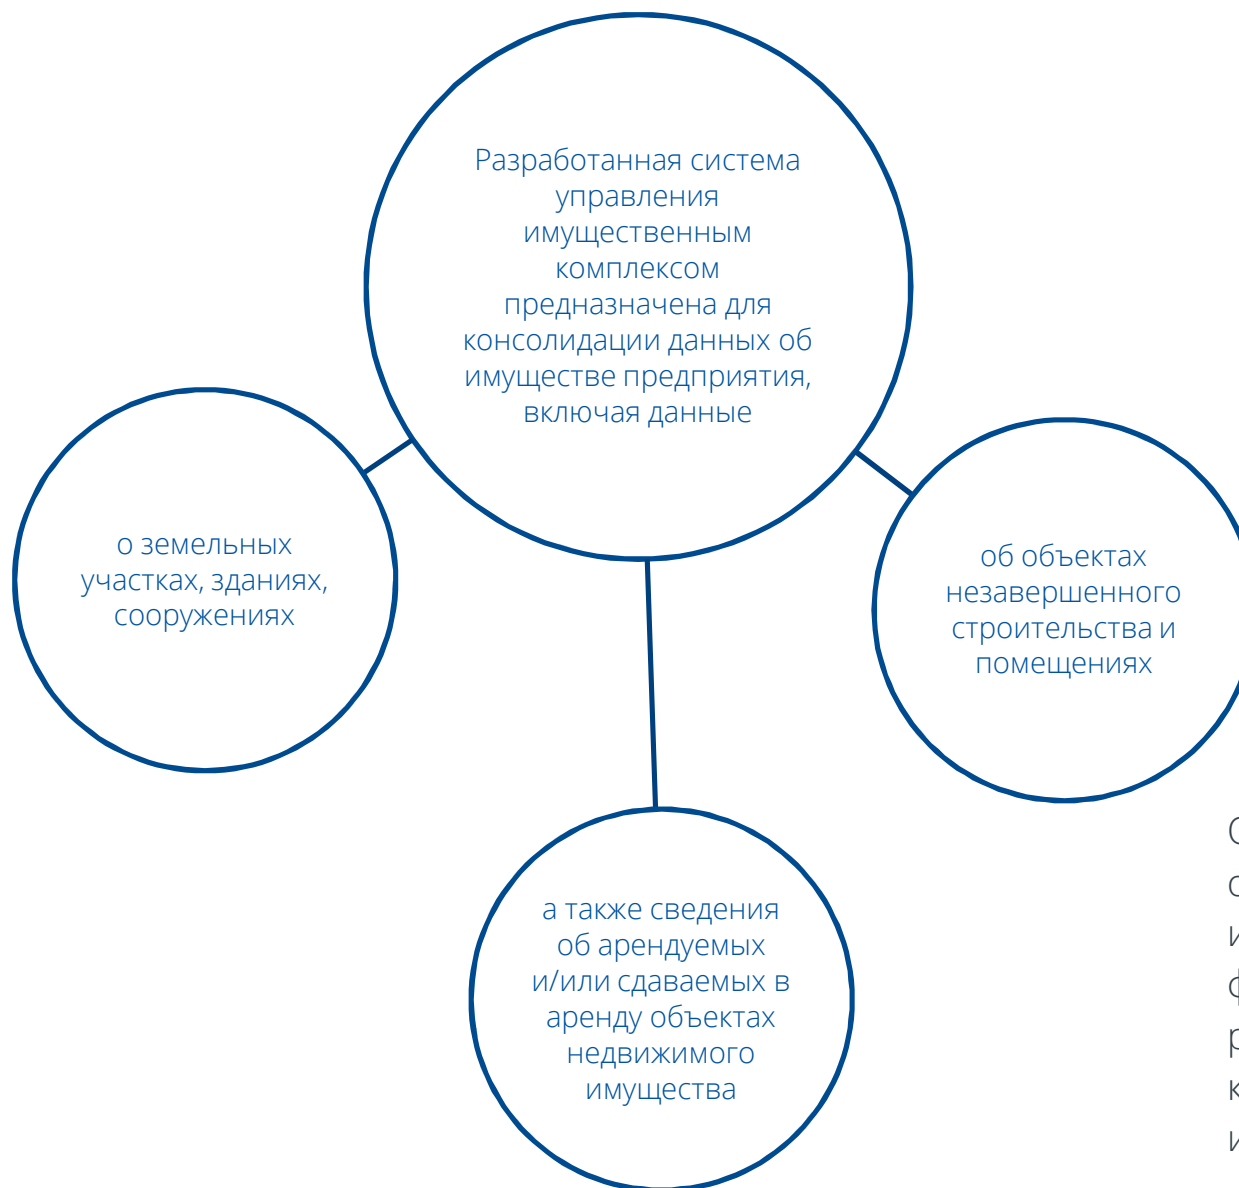 Разработанная система
управления
имущественным
комплексом
предназначена для
консолидации данных об
имуществе предприятия,
включая данные
о земельных
участках, зданиях,
сооружениях
об объектах
незавершенного
строительства и
помещениях
а также сведения
об арендуемых
и/или сдаваемых в
аренду объектах
недвижимого
имущества